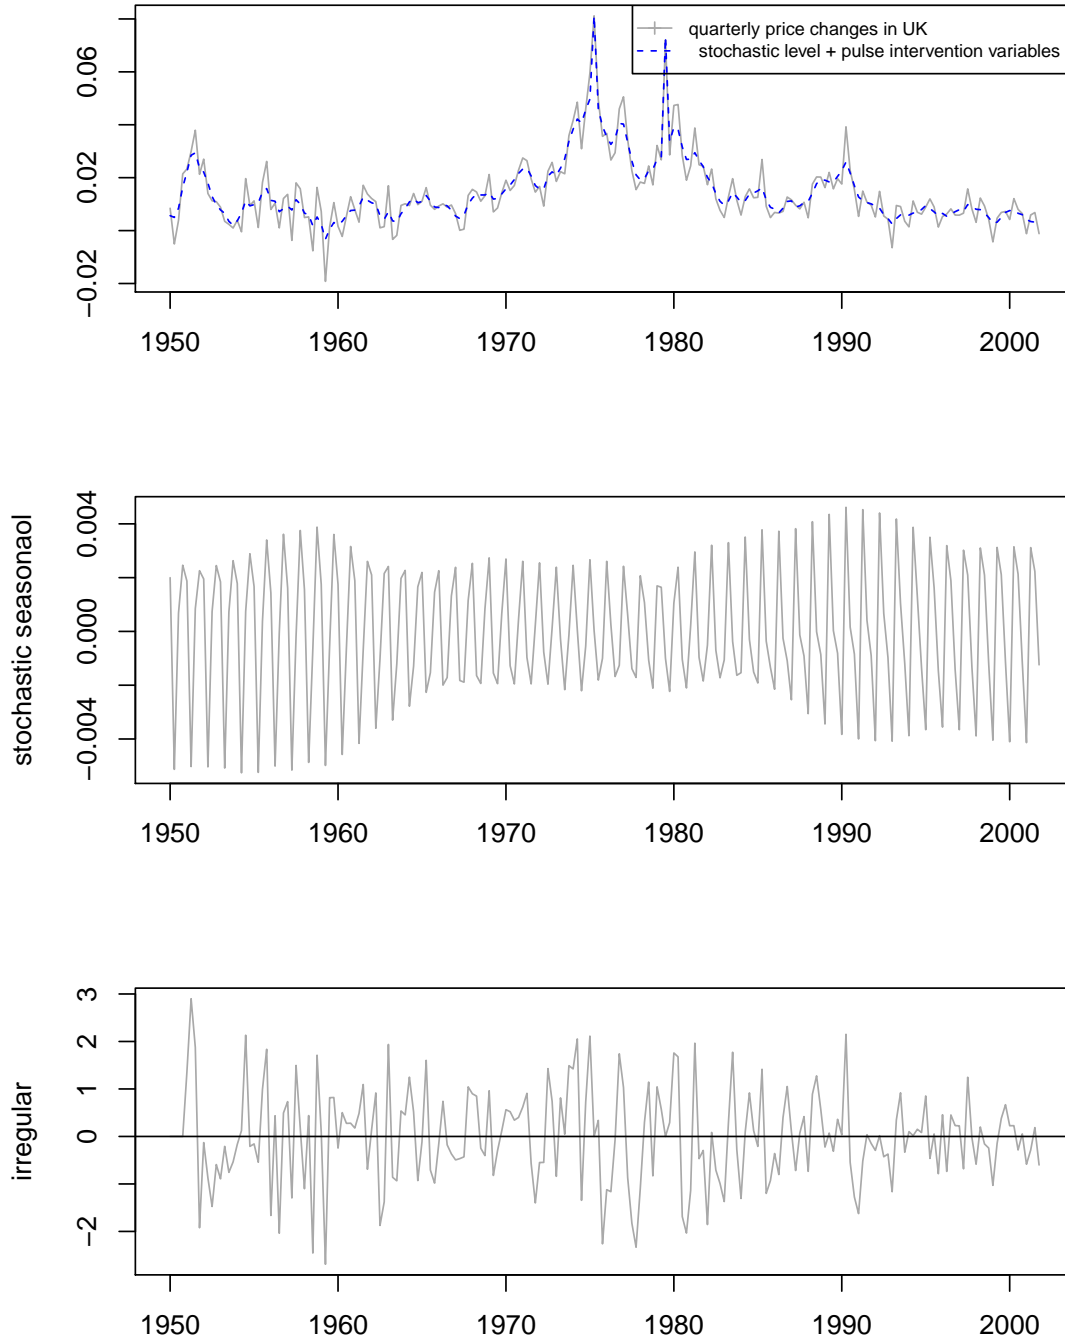 quarterly price changes in UK
stochastic level + pulse intervention variables
0.06
0.02
−0.02
1950 1960 1970 1980 1990 2000
stochastic seasonaol
0.004
0.000
−0.004
1950 1960 1970 1980 1990 2000
irregular
3
2
1
0
−2
1950 1960 1970 1980 1990 2000